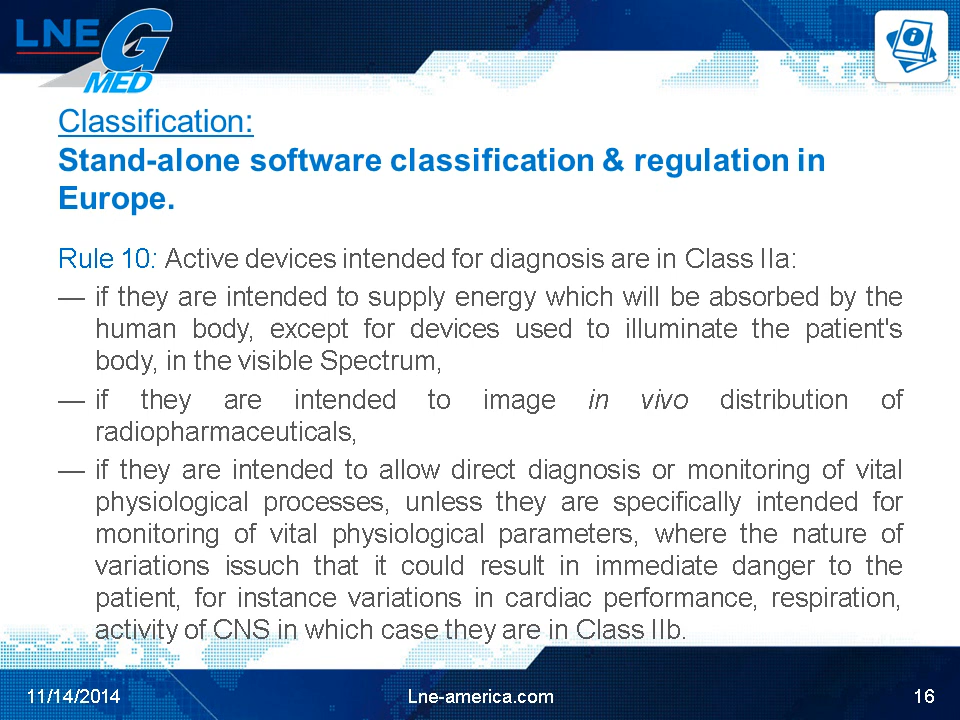 LNE G
MED
Classification:
Stand-alone software classification & regulation in
Europe.
Rule 10: Active devices intended for diagnosis are in Class IIa:
— if they are intended to supply energy which will be absorbed by the
human body, except for devices used to illuminate the patient's
body, in the visible Spectrum,
— if they are intended to image in vivo distribution of
radiopharmaceuticals,
— if they are intended to allow direct diagnosis or monitoring of vital
physiological processes, unless they are specifically intended for
monitoring of vital physiological parameters, where the nature of
variations issuch that it could result in immediate danger to the
patient, for instance variations in cardiac performance, respiration,
activity of CNS in which case they are in Class IIb.
11/14/2014 Lne-america.com 16